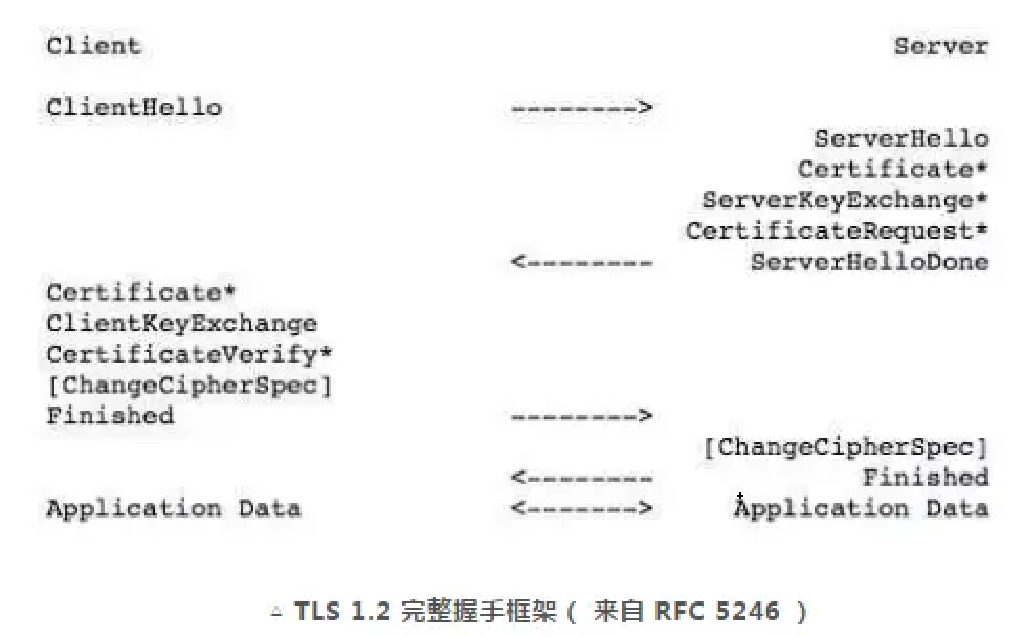 Client Server
ClientHello -------->
ServerHello
Certificate*
ServerKeyExchange*
CertificateRequest*
<-------- ServerHelloDone
Certificate*
ClientKeyExchange
CertificateVerify*
[ChangeCipherSpec]
Finished -------->
[ChangeCipherSpec]
<-------- Finished
Application Data <-------> Application Data
△ TLS 1.2 完整握手框架（ 来自 RFC 5246 ）